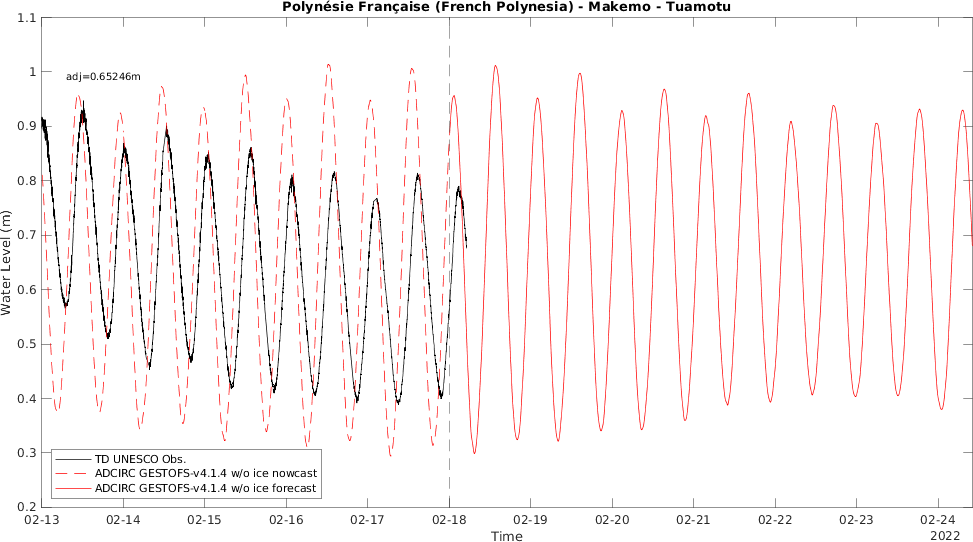 Polynésie Française (French Polynesia) - Makemo - Tuamotu
1.1
1
0.9
0.8
0.7
0.6
0.5
0.4
0.3
0.2
Water Level (m)
adj=0.65246m
TD UNESCO Obs.
ADCIRC GESTOFS-v4.1.4 w/o ice nowcast
ADCIRC GESTOFS-v4.1.4 w/o ice forecast
02-13 02-14 02-15 02-16 02-17 02-18 02-19 02-20 02-21 02-22 02-23 02-24
2022
Time